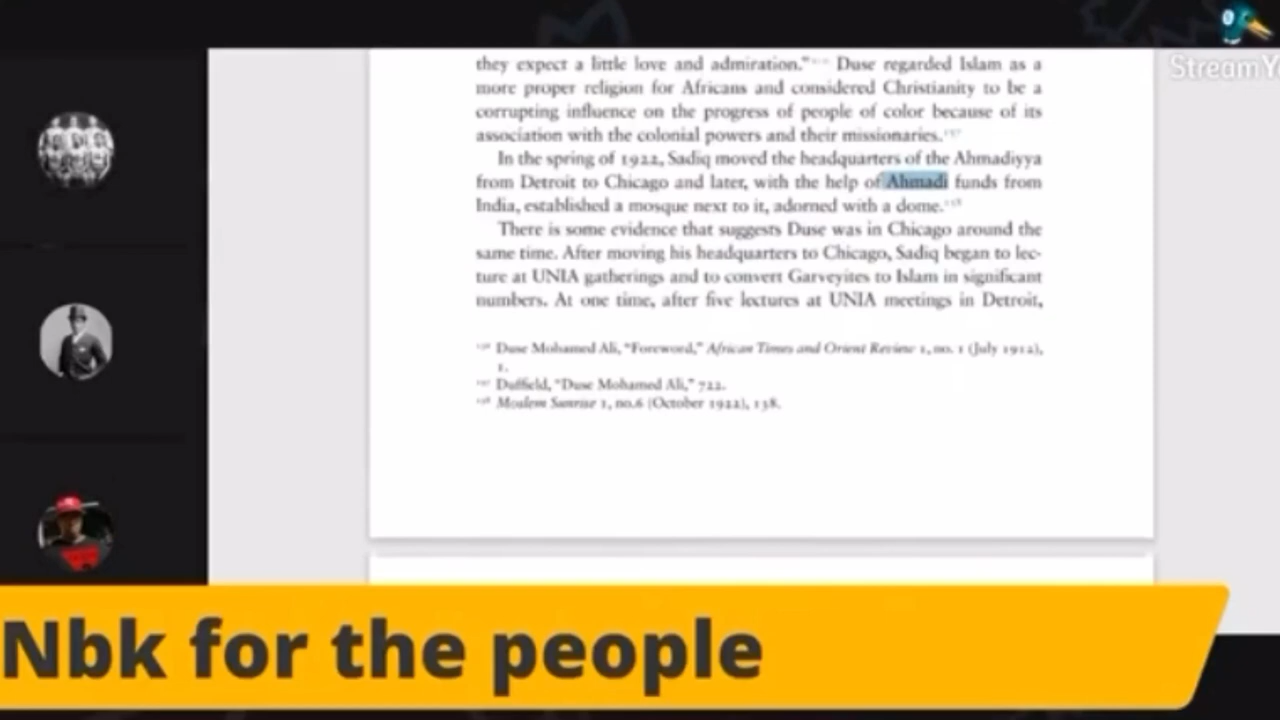 StreamY
they expect a little love and admiration." Duse regarded Islam as a
more proper religion for Africans and considered Christianity to be a
corrupting influence on the progress of people of color because of its
association with the colonial powers and their missionaries.
In the spring of 1922, Sadiq moved the headquarters of the Ahmadiyya
from Detroit to Chicago and later, with the help of Ahmadi funds from
India, established a mosque next to it, adorned with a dome.
There is some evidence that suggests Duse was in Chicago around the
same time. After moving his headquarters to Chicago, Sadiq began to lec-
ture at UNIA gatherings and to convert Garveyites to Islam in significant
numbers. At one time, after five lectures at UNIA meetings in Detroit,
Duse Mohamed Ali, "Foreword," African Times and Orient Review 1, no. 1 (July 1912),
1.
Duffield, "Duse Mohamed Ali," 722.
Moslem Sunrise 1, no.6 (October 1922), 138.
Nbk for the people